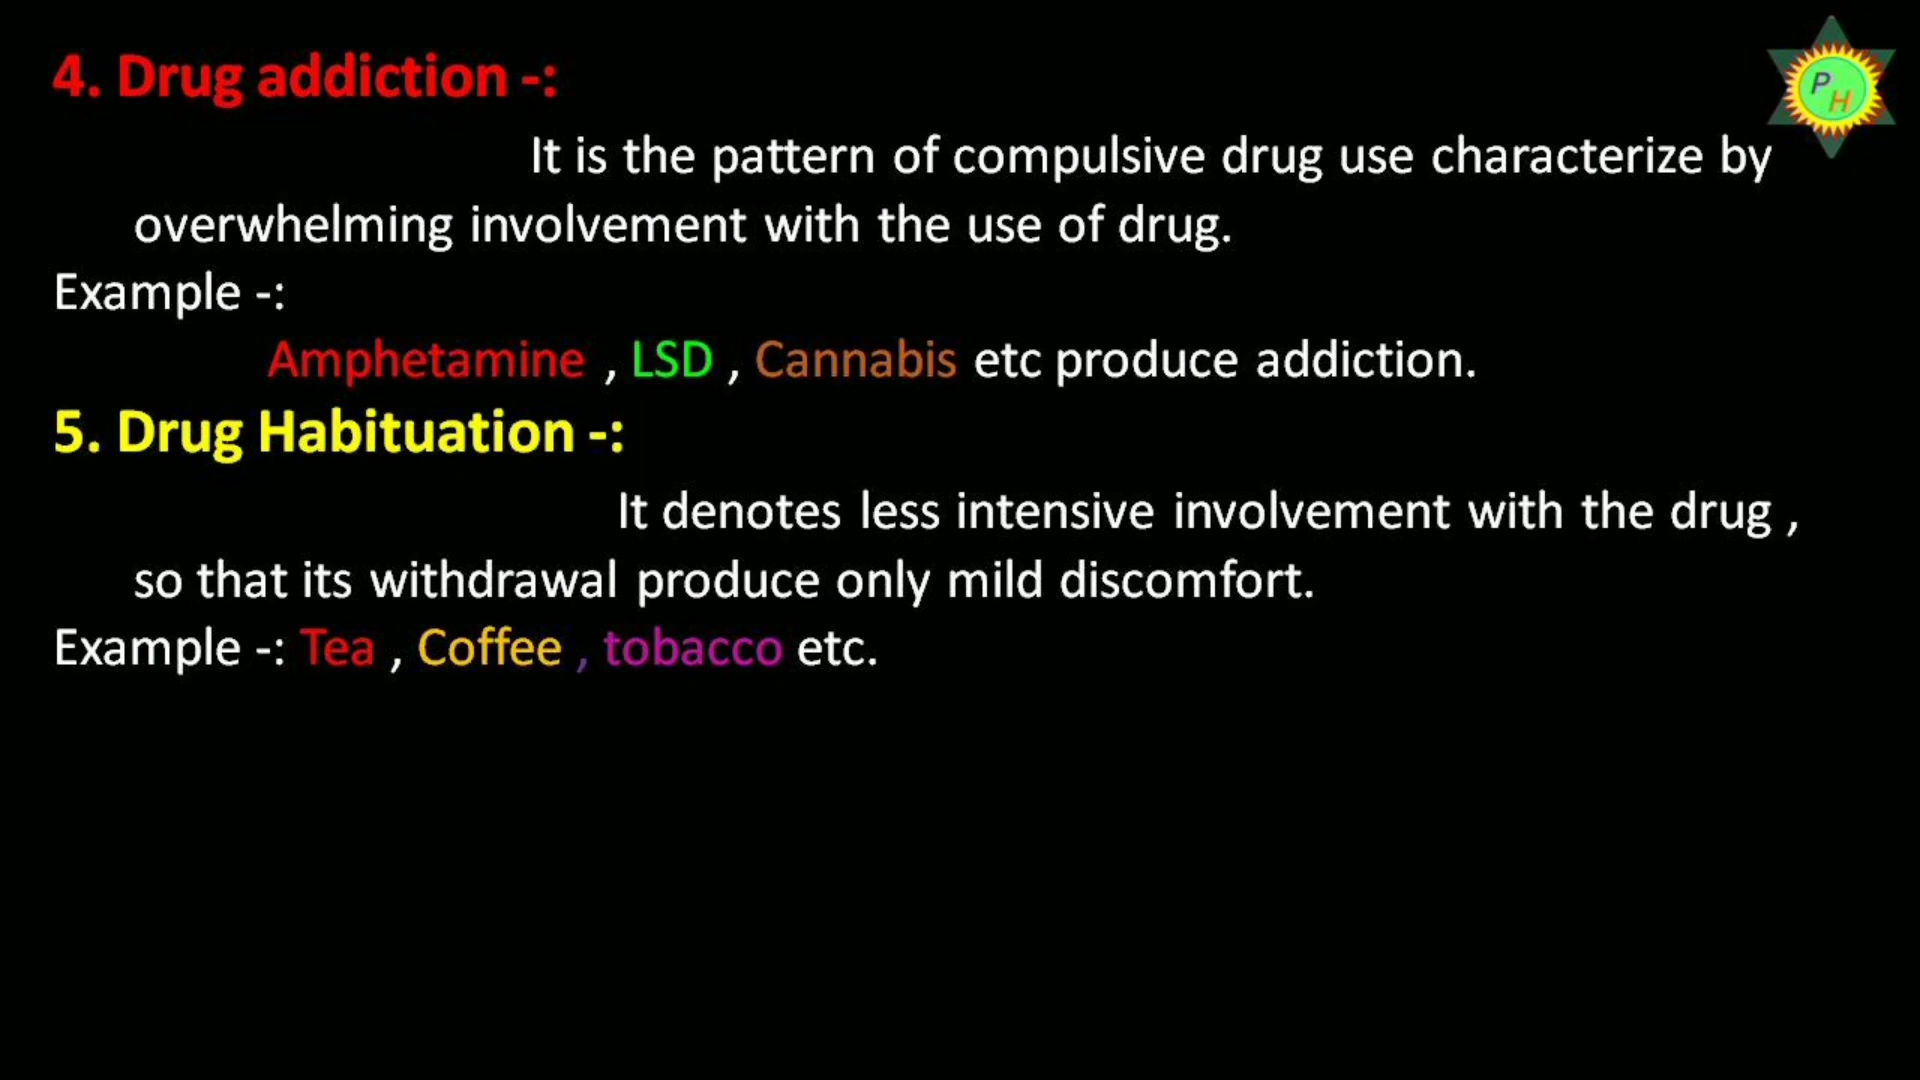 4. Drug addiction -:
P
H
It is the pattern of compulsive drug use characterize by
overwhelming involvement with the use of drug.
Example -:
Amphetamine , LSD , Cannabis etc produce addiction.
5. Drug Habituation -:
It denotes less intensive involvement with the drug ,
so that its withdrawal produce only mild discomfort.
Example -: Tea , Coffee , tobacco etc.